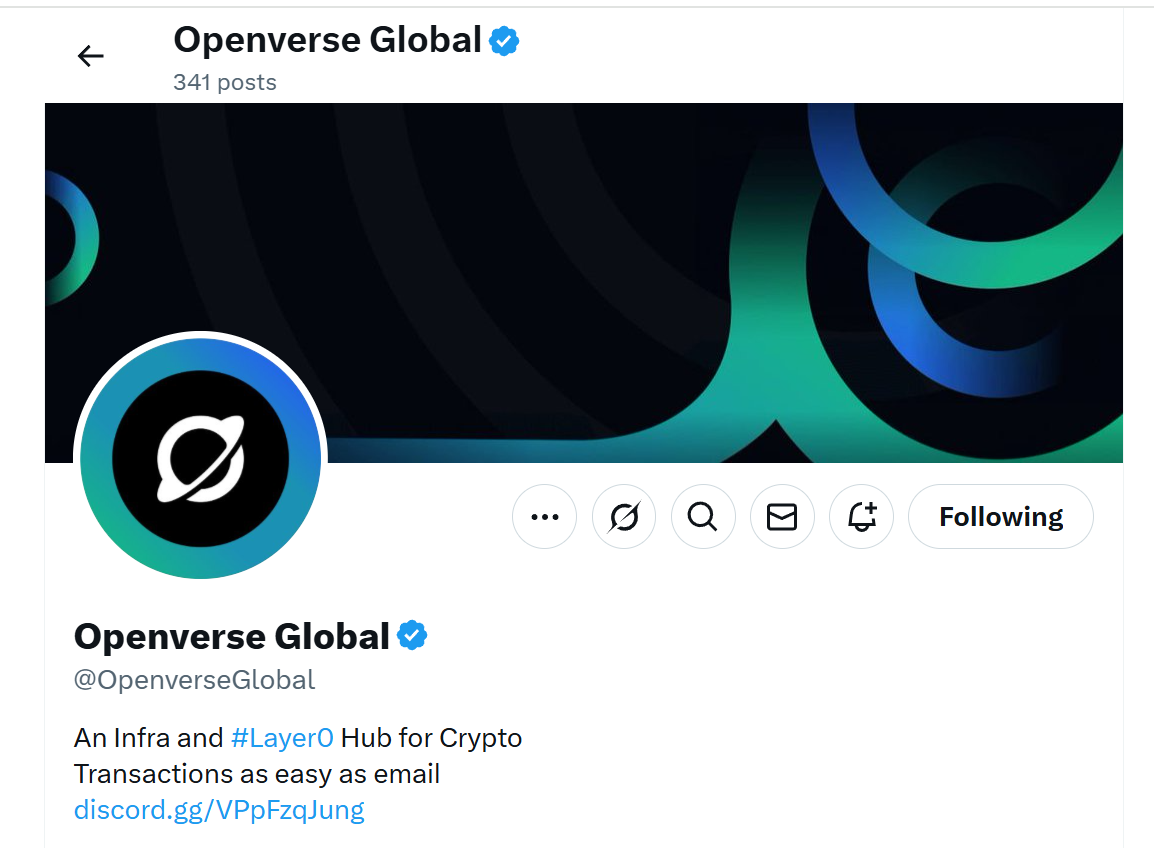 Openverse Global
341 posts
Following
Openverse Global
@OpenverseGlobal
An Infra and #Layer0 Hub for Crypto
Transactions as easy as email
discord.gg/VPpFzqJung